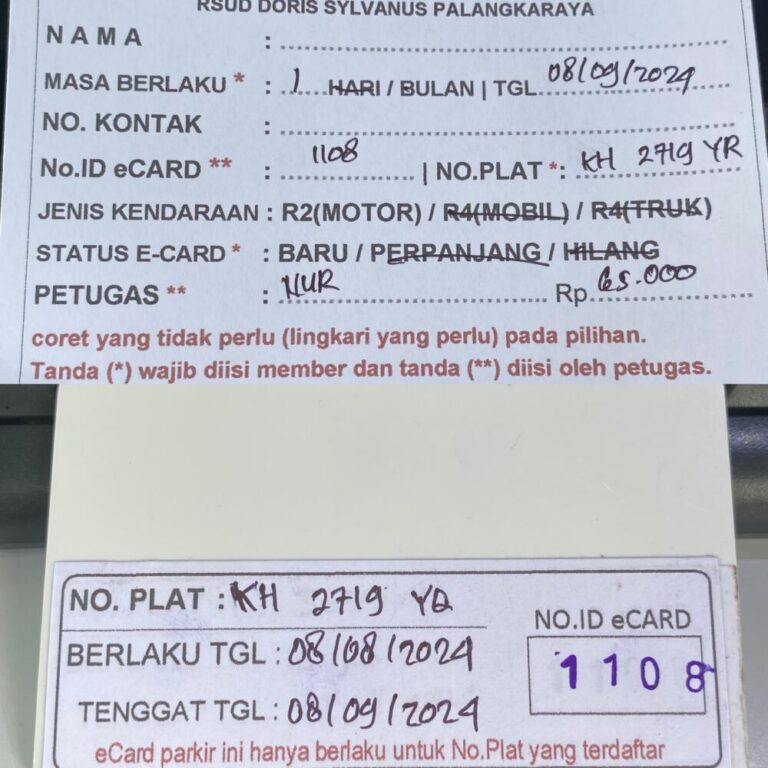 RSUD DORIS SYLVANUS PALANGKARAYA
NAMA :
MASA BERLAKU * : 1 HARI / BULAN | TGL 08/09/2024
NO. KONTAK :
No.ID eCARD ** : 1108 | NO.PLAT *: KH 2719 YR
JENIS KENDARAAN : R2(MOTOR) / R4(MOBIL) / R4(TRUK)
STATUS E-CARD * : BARU / PERPANJANG / HILANG
PETUGAS ** : NUR Rp 65.000
coret yang tidak perlu (lingkari yang perlu) pada pilihan.
Tanda (*) wajib diisi member dan tanda (**) diisi oleh petugas.
NO. PLAT : KH 2719 YR
BERLAKU TGL : 08/08/2024
TENGGAT TGL : 08/09/2024
NO.ID eCARD
1108
eCard parkir ini hanya berlaku untuk No.Plat yang terdaftar